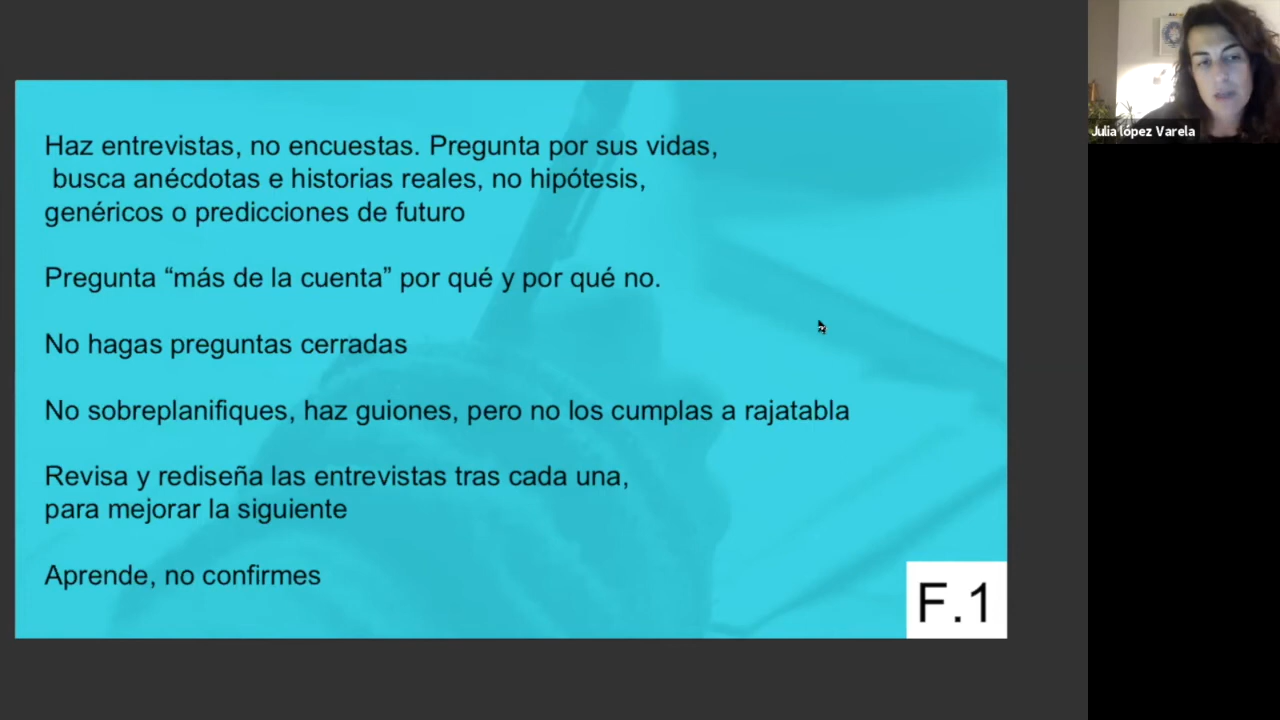 Haz entrevistas, no encuestas. Pregunta por sus vidas,
busca anécdotas e historias reales, no hipótesis,
genéricos o predicciones de futuro
Pregunta “más de la cuenta” por qué y por qué no.
No hagas preguntas cerradas
No sobreplanifiques, haz guiones, pero no los cumplas a rajatabla
Revisa y rediseña las entrevistas tras cada una,
para mejorar la siguiente
Aprende, no confirmes
F.1
Julia lópez Varela